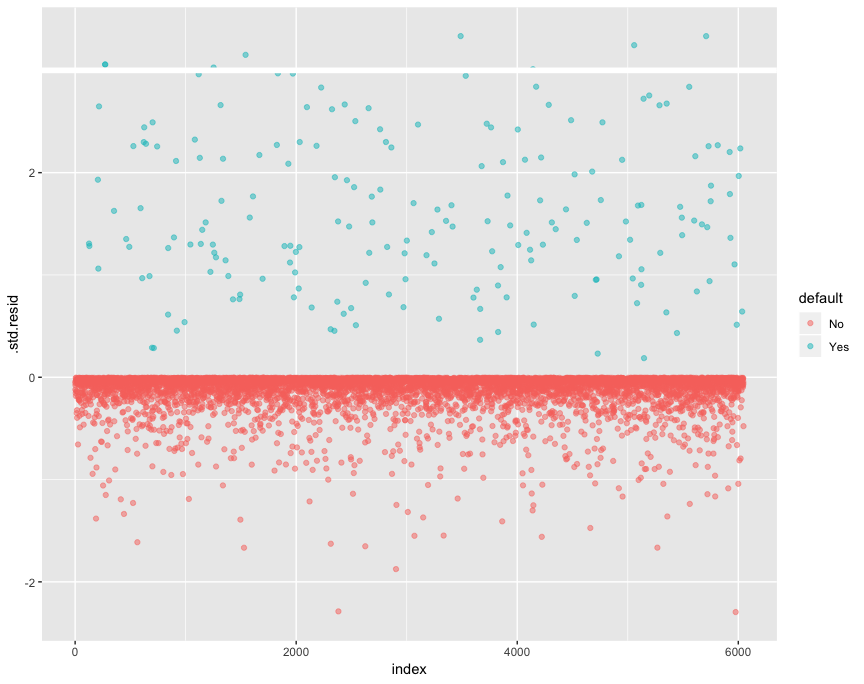 2
0
-2
.std.resid
0
2000
4000
6000
index
default
No
Yes